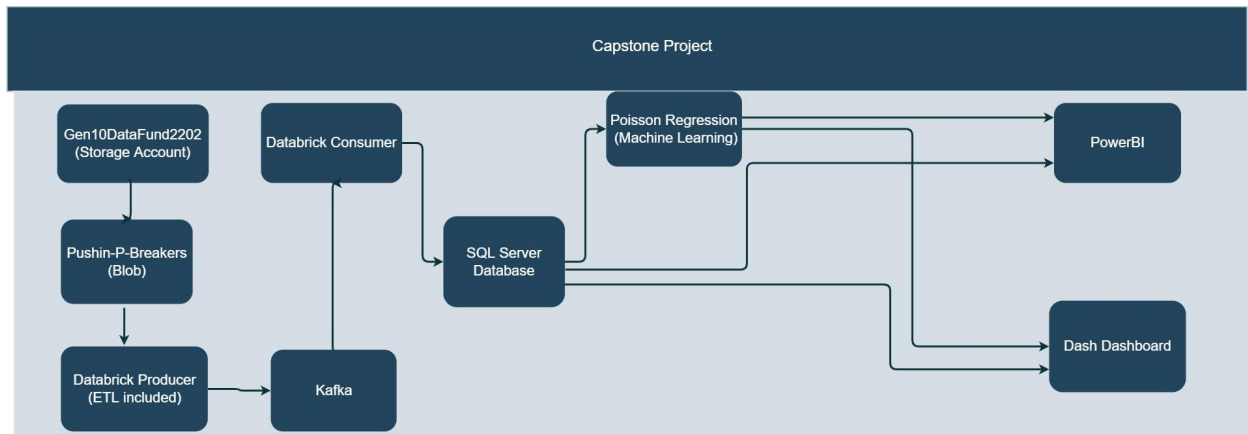 Capstone Project
Gen10DataFund2202
(Storage Account)
Pushin-P-Breakers
(Blob)
Databrick Producer
(ETL included)
Kafka
Databrick Consumer
SQL Server
Database
Poisson Regression
(Machine Learning)
PowerBI
Dash Dashboard